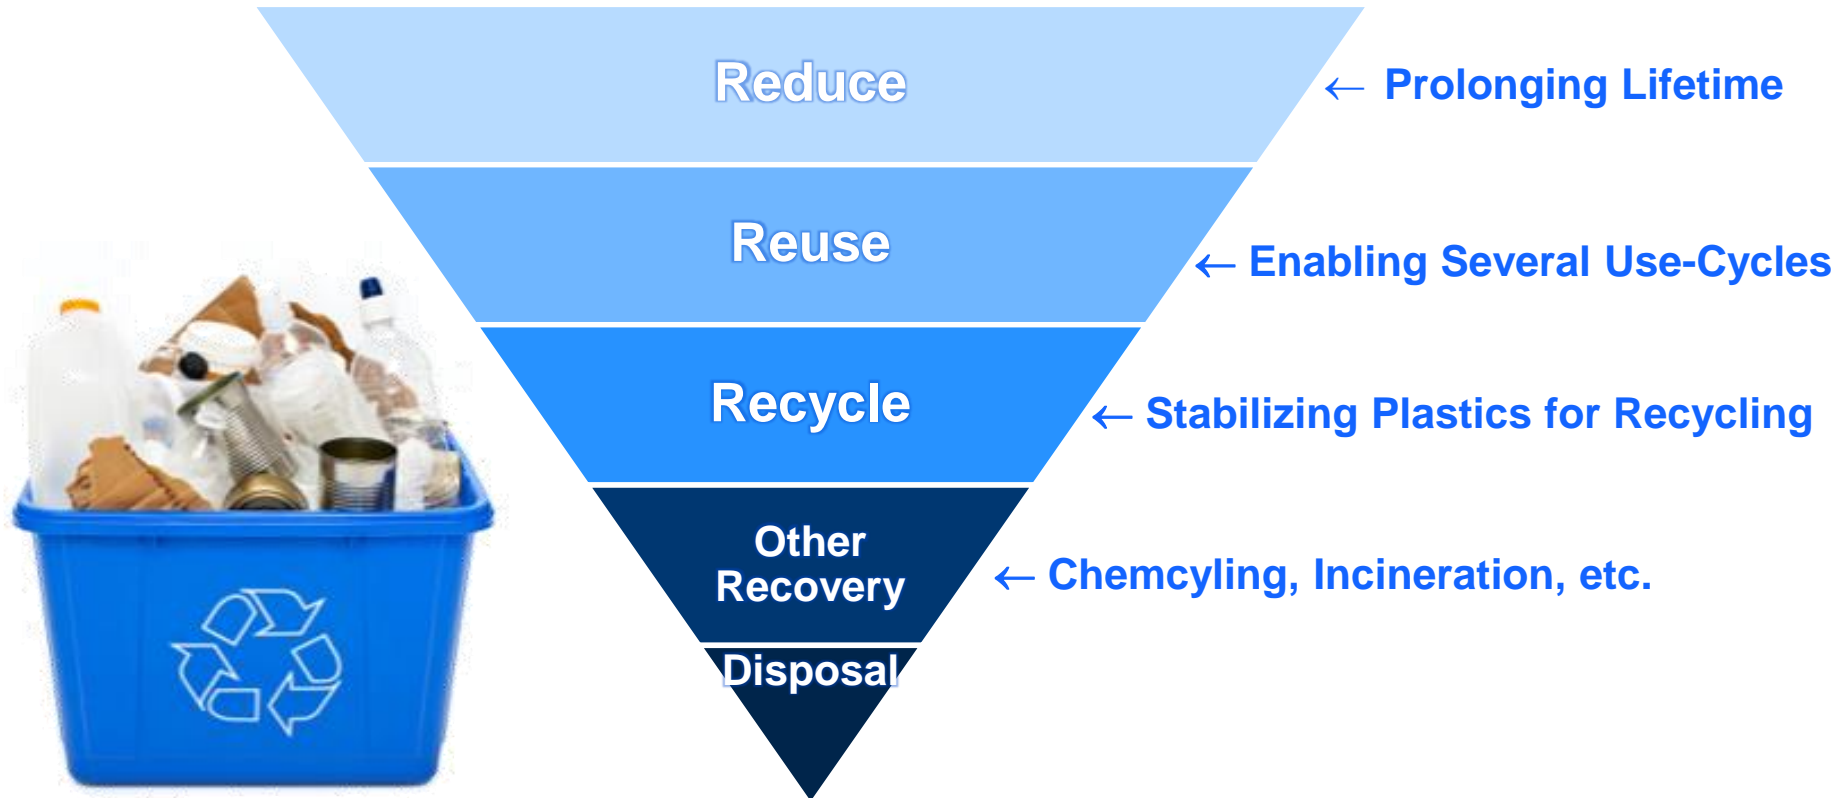 Reduce
← Prolonging Lifetime
Reuse
← Enabling Several Use-Cycles
Recycle
← Stabilizing Plastics for Recycling
Other
Recovery
← Chemcyling, Incineration, etc.
Disposal